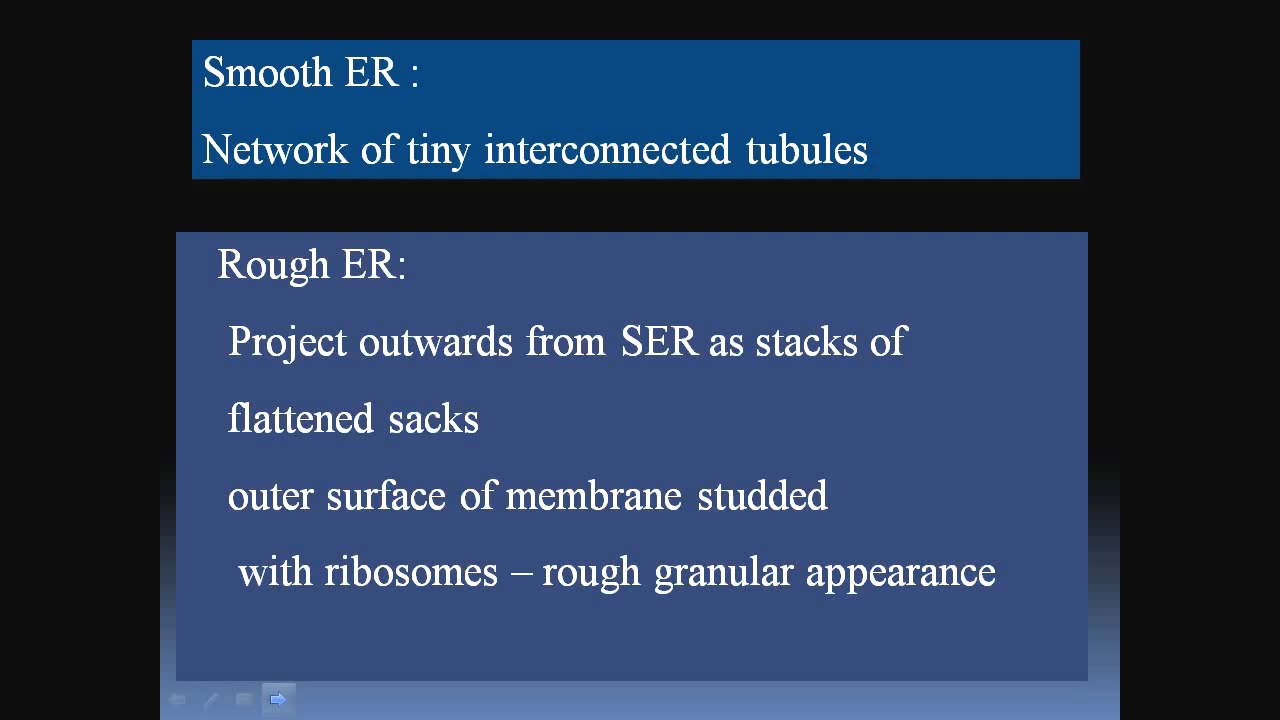 Smooth ER :
Network of tiny interconnected tubules
Rough ER:
Project outwards from SER as stacks of
flattened sacks
outer surface of membrane studded
with ribosomes – rough granular appearance